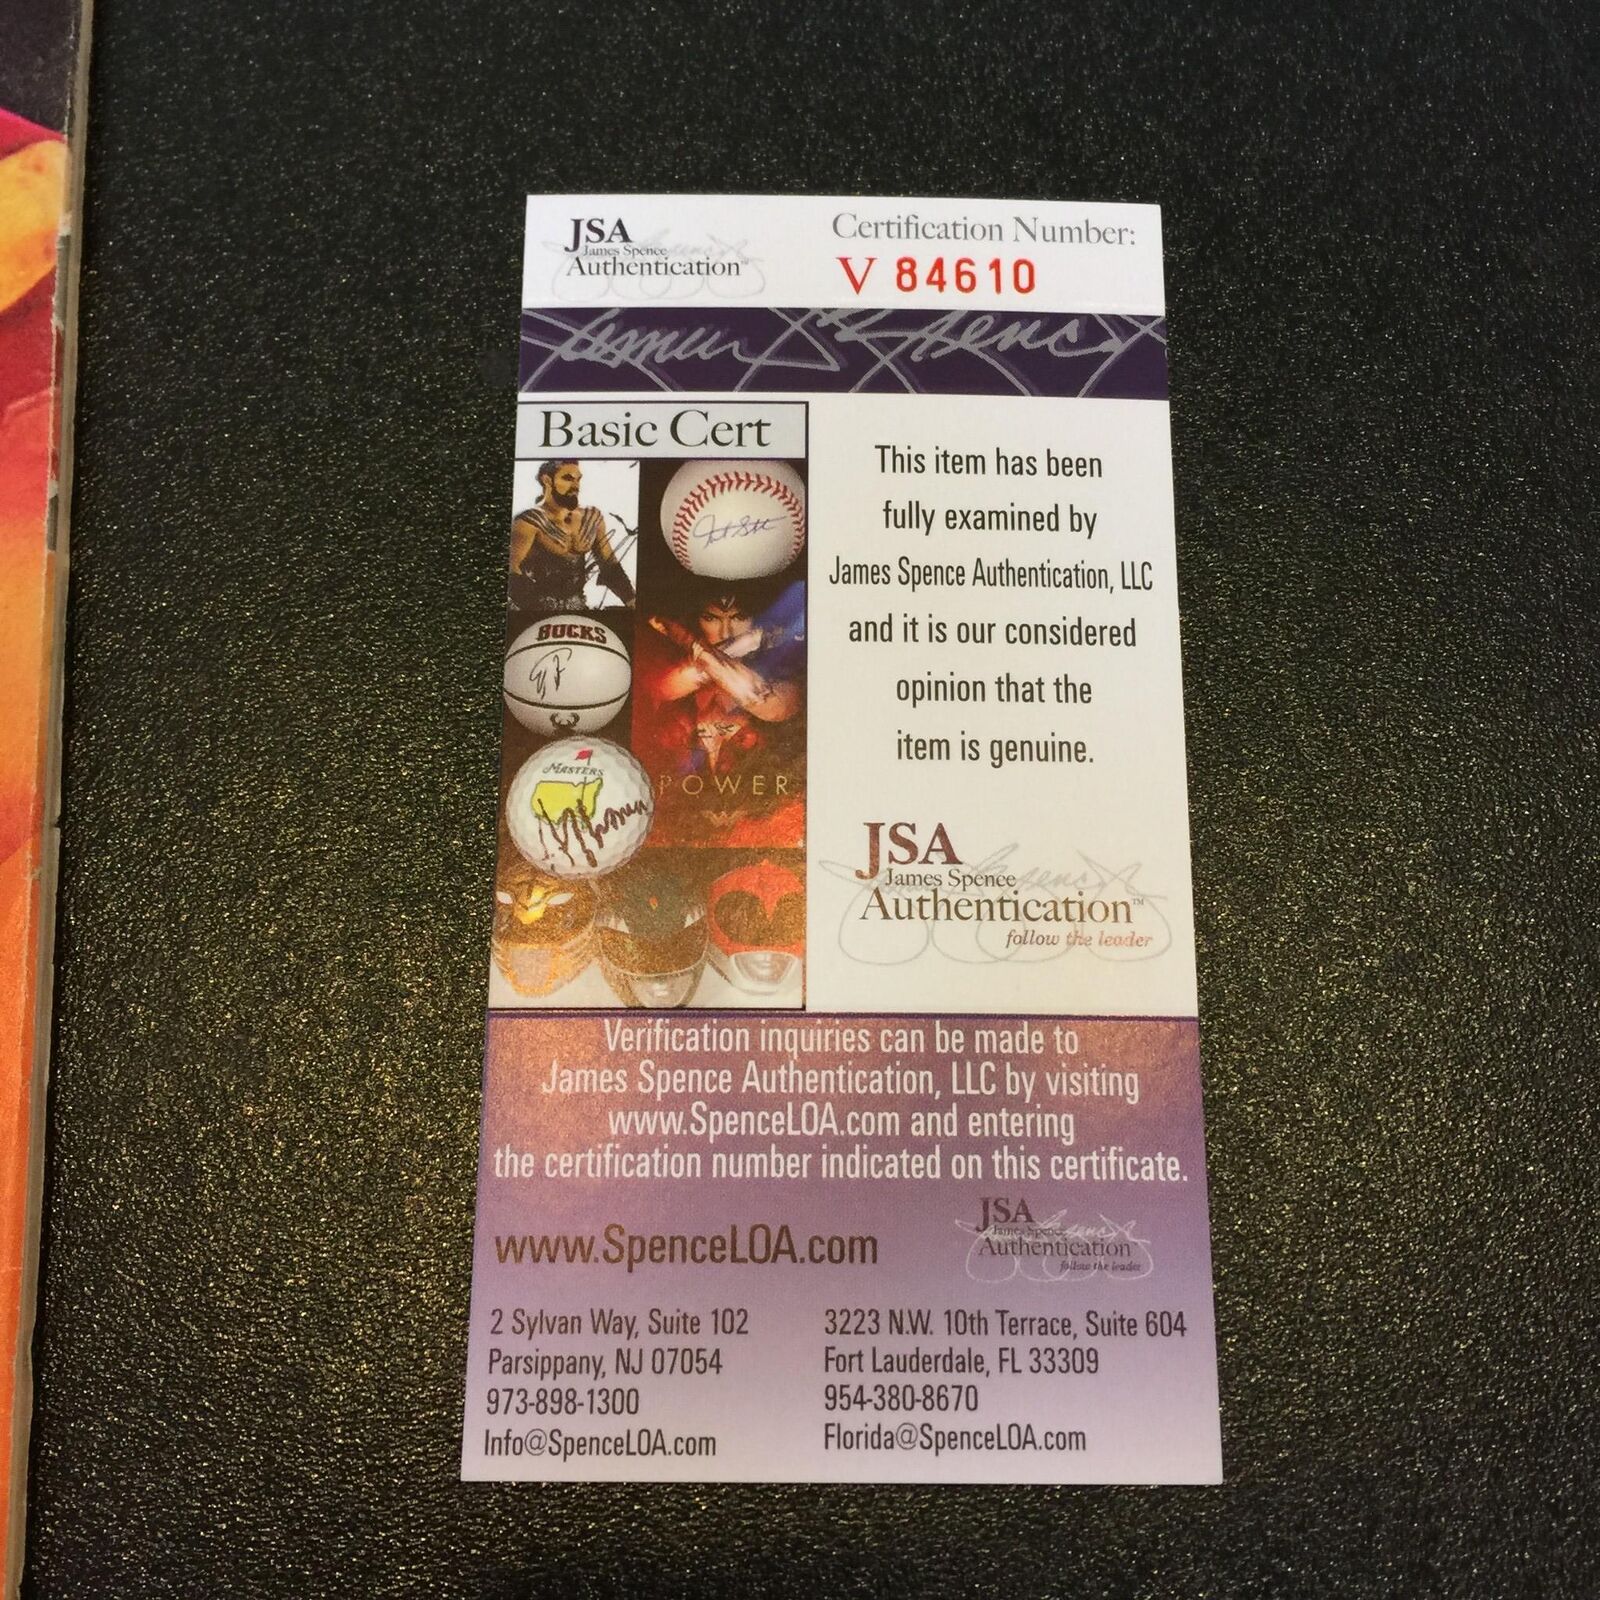 JSA
James Spence
Authentication™
Certification Number:
V 84610
Basic Cert
BUCKS
MASTERS
POWER
This item has been
fully examined by
James Spence Authentication, LLC
and it is our considered
opinion that the
item is genuine.
JSA
James Spence
Authentication™
follow the leader
Verification inquiries can be made to
James Spence Authentication, LLC by visiting
www.SpenceLOA.com and entering
the certification number indicated on this certificate.
www.SpenceLOA.com
JSA
James Spence
Authentication
follow the leader
2 Sylvan Way, Suite 102
Parsippany, NJ 07054
973-898-1300
Info@SpenceLOA.com
3223 N.W. 10th Terrace, Suite 604
Fort Lauderdale, FL 33309
954-380-8670
Florida@SpenceLOA.com